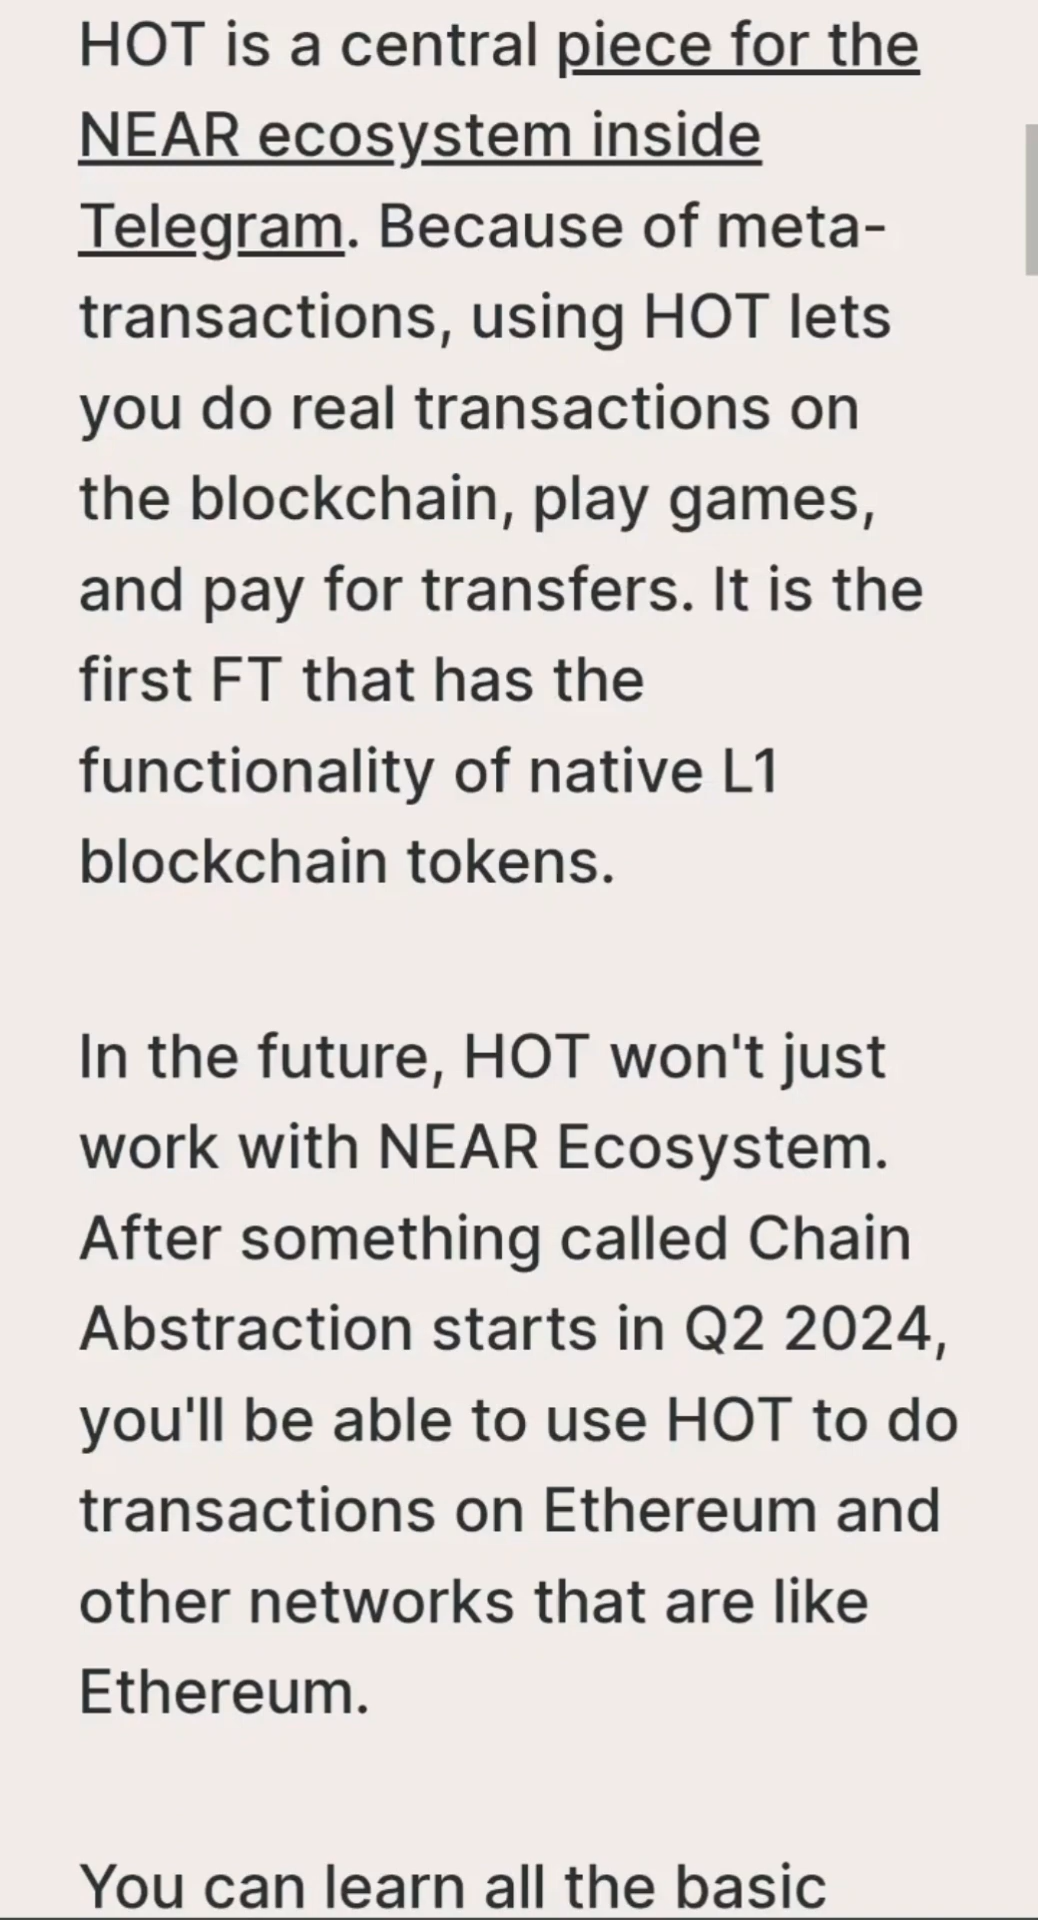 HOT is a central piece for the
NEAR ecosystem inside
Telegram. Because of meta-
transactions, using HOT lets
you do real transactions on
the blockchain, play games,
and pay for transfers. It is the
first FT that has the
functionality of native L1
blockchain tokens.
In the future, HOT won't just
work with NEAR Ecosystem.
After something called Chain
Abstraction starts in Q2 2024,
you'll be able to use HOT to do
transactions on Ethereum and
other networks that are like
Ethereum.
You can learn all the basic